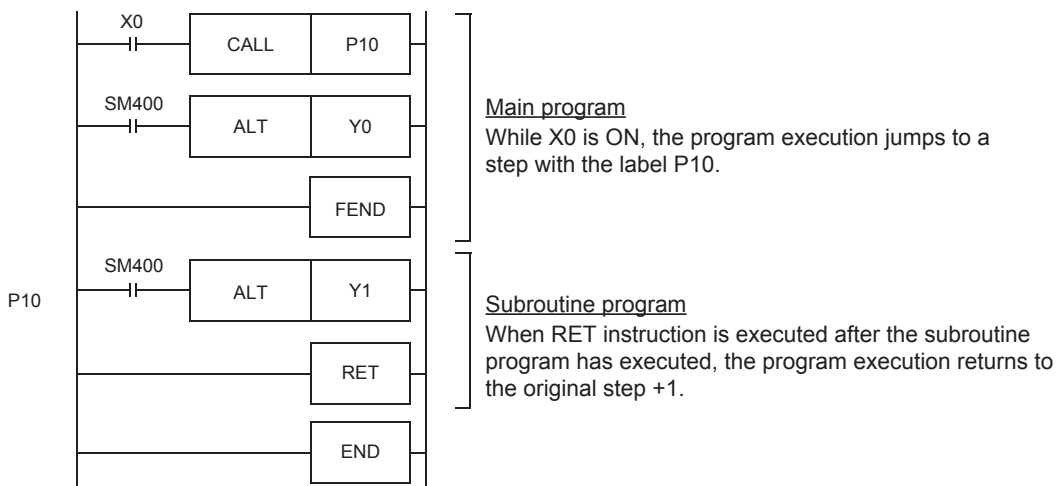 X0
CALL P10
SM400
ALT Y0
FEND
Main program
While X0 is ON, the program execution jumps to a
step with the label P10.
P10
SM400
ALT Y1
RET
END
Subroutine program
When RET instruction is executed after the subroutine
program has executed, the program execution returns to
the original step +1.